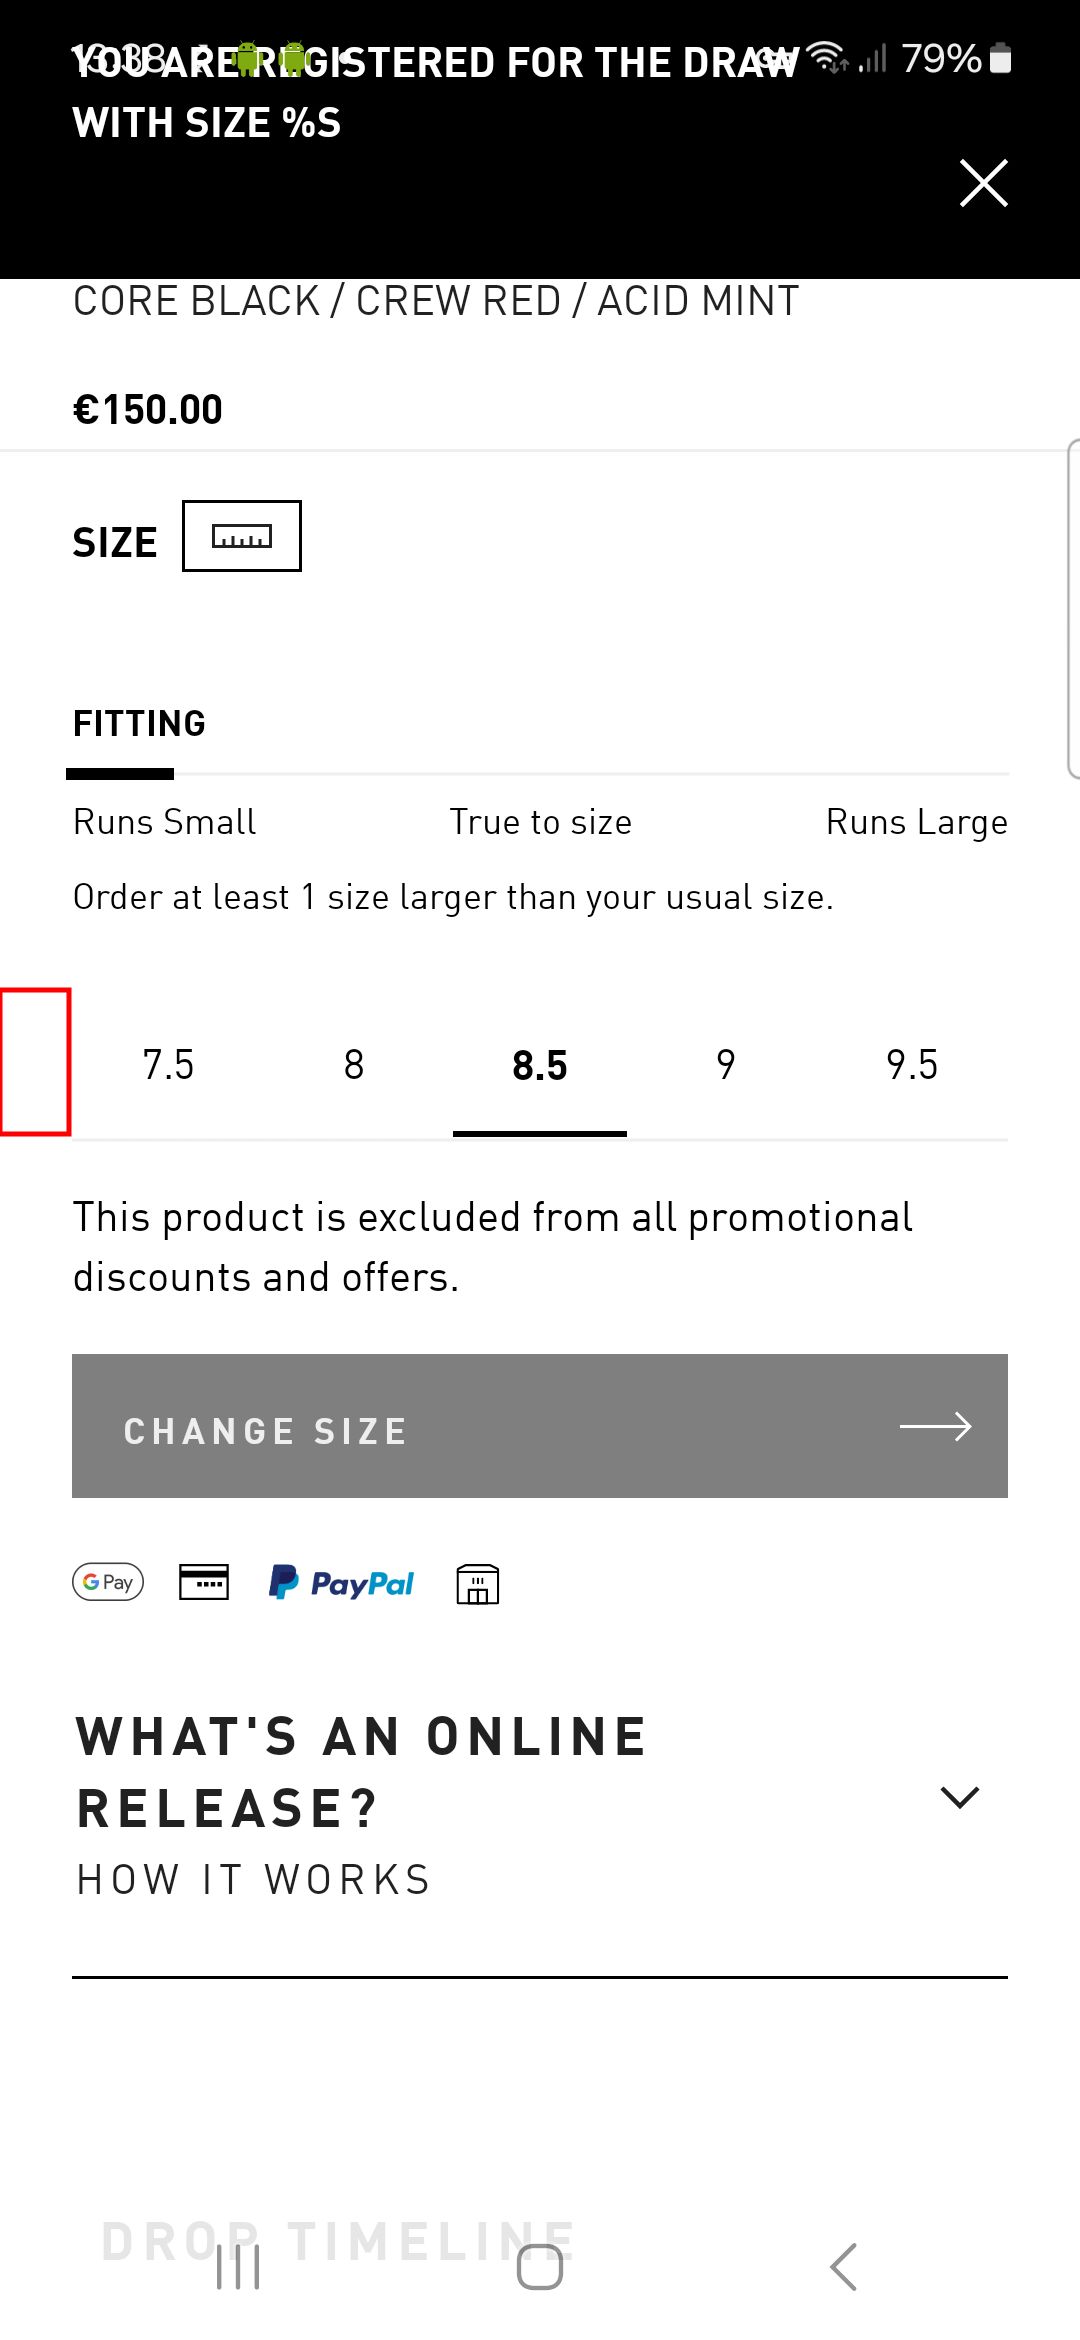 13:38
79%
YOU ARE REGISTERED FOR THE DRAW
WITH SIZE %S
CORE BLACK / CREW RED / ACID MINT
€150.00
SIZE
FITTING
Runs Small True to size Runs Large
Order at least 1 size larger than your usual size.
7.5 8 8.5 9 9.5
This product is excluded from all promotional
discounts and offers.
CHANGE SIZE
G Pay PayPal
WHAT'S AN ONLINE
RELEASE?
HOW IT WORKS
DROP TIMELINE